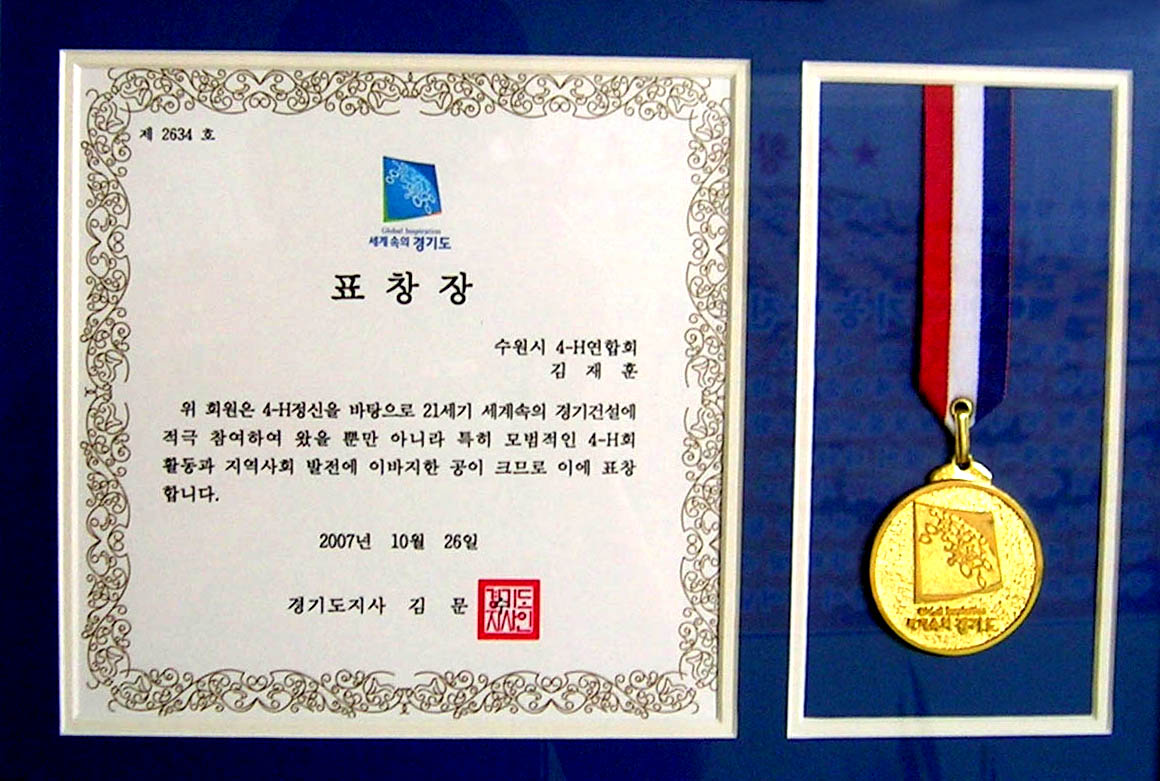 제 2634 호
Global Inspiration
세계속의 경기도
표 창 장
수원시 4-H연합회
김 재 훈
위 회원은 4-H정신을 바탕으로 21세기 세계속의 경기건설에
적극 참여하여 왔을 뿐만 아니라 특히 모범적인 4-H회
활동과 지역사회 발전에 이바지한 공이 크므로 이에 표창
합니다.
2007년 10월 26일
경기도지사 김 문
경기도
지사인
Global Inspiration
세계속의 경기도